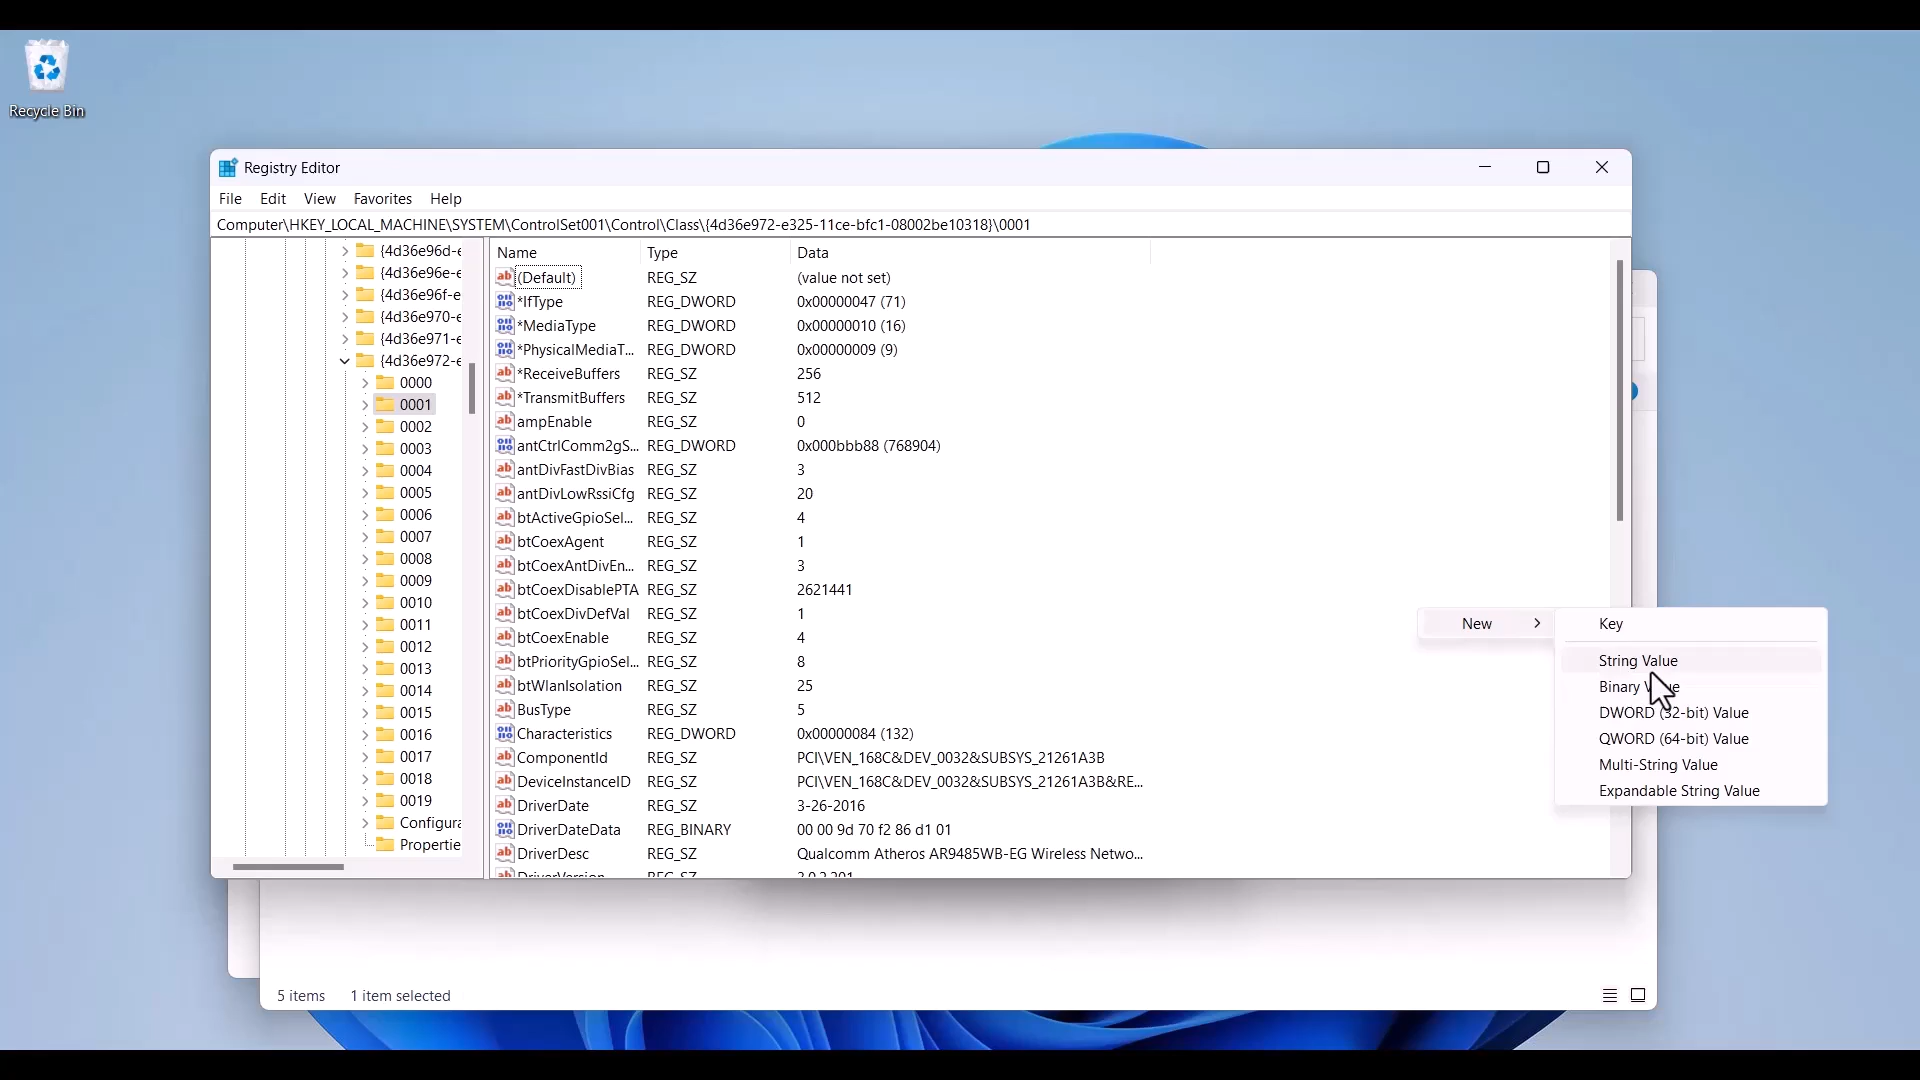 Recycle Bin
Registry Editor
File Edit View Favorites Help
Computer\HKEY_LOCAL_MACHINE\SYSTEM\ControlSet001\Control\Class\{4d36e972-e325-11ce-bfc1-08002be10318}\0001
{4d36e96d-e
{4d36e96e-e
{4d36e96f-e
{4d36e970-e
{4d36e971-e
{4d36e972-e
0000
0001
0002
0003
0004
0005
0006
0007
0008
0009
0010
0011
0012
0013
0014
0015
0016
0017
0018
0019
Configura
Propertie
Name Type Data
(Default) REG_SZ (value not set)
*IfType REG_DWORD 0x00000047 (71)
*MediaType REG_DWORD 0x00000010 (16)
*PhysicalMediaT... REG_DWORD 0x00000009 (9)
*ReceiveBuffers REG_SZ 256
*TransmitBuffers REG_SZ 512
ampEnable REG_SZ 0
antCtrlComm2gS... REG_DWORD 0x000bbb88 (768904)
antDivFastDivBias REG_SZ 3
antDivLowRssiCfg REG_SZ 20
btActiveGpioSel... REG_SZ 4
btCoexAgent REG_SZ 1
btCoexAntDivEn... REG_SZ 3
btCoexDisablePTA REG_SZ 2621441
btCoexDivDefVal REG_SZ 1
btCoexEnable REG_SZ 4
btPriorityGpioSel... REG_SZ 8
btWlanIsolation REG_SZ 25
BusType REG_SZ 5
Characteristics REG_DWORD 0x00000084 (132)
ComponentId REG_SZ PCI\VEN_168C&DEV_0032&SUBSYS_21261A3B
DeviceInstanceID REG_SZ PCI\VEN_168C&DEV_0032&SUBSYS_21261A3B&RE...
DriverDate REG_SZ 3-26-2016
DriverDateData REG_BINARY 00 00 9d 70 f2 86 d1 01
DriverDesc REG_SZ Qualcomm Atheros AR9485WB-EG Wireless Netwo...
DriverVersion REG_SZ
New
Key
String Value
Binary Value
DWORD (32-bit) Value
QWORD (64-bit) Value
Multi-String Value
Expandable String Value
5 items 1 item selected